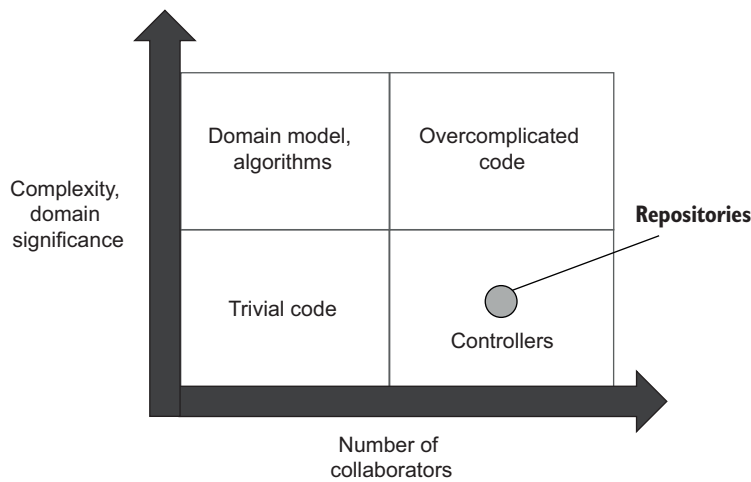 Domain model,
algorithms
Overcomplicated
code
Complexity,
domain
significance
Repositories
Trivial code
Controllers
Number of
collaborators